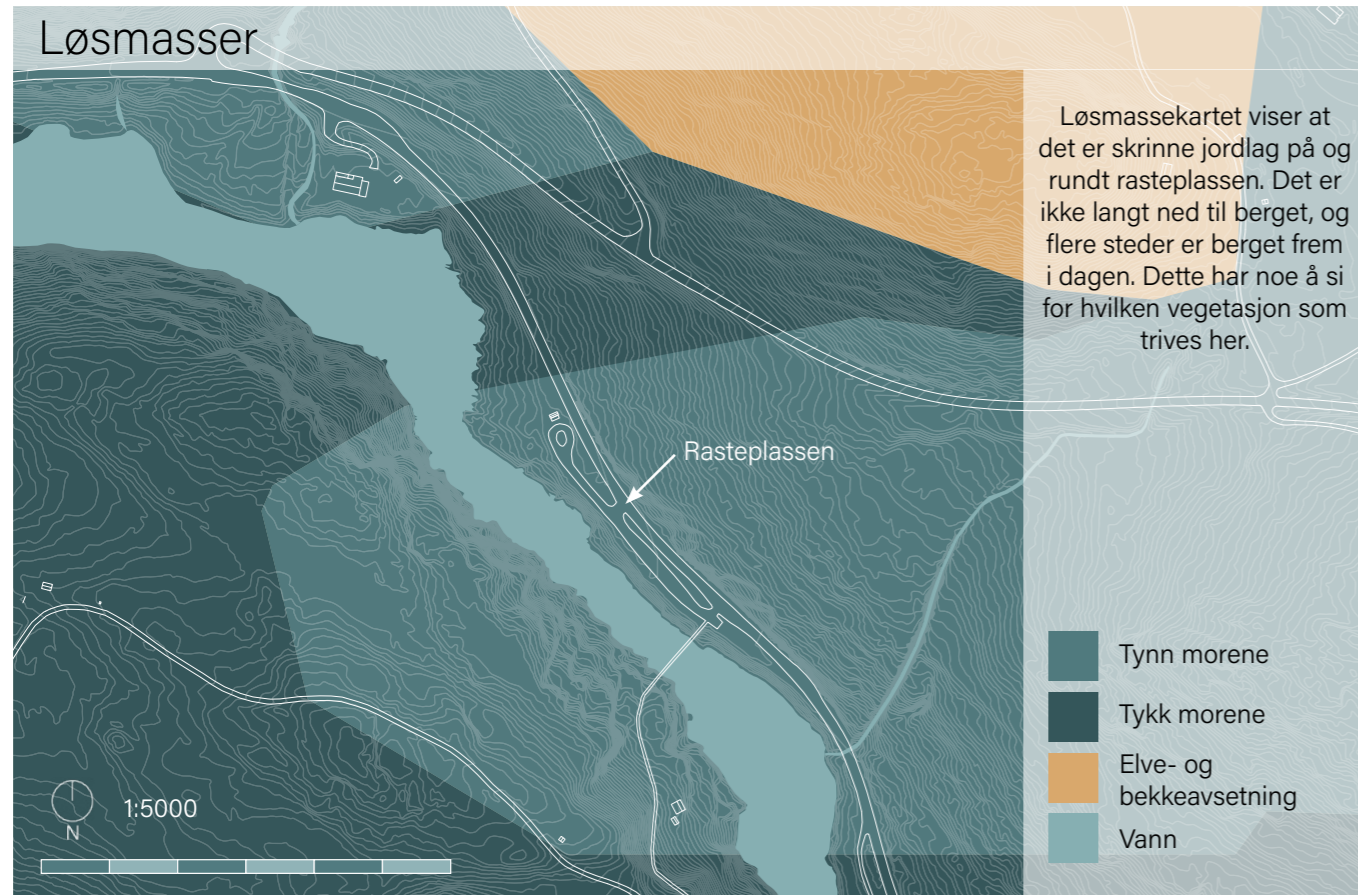 Løsmasser
Løsmassekartet viser at
det er skrinne jordlag på og
rundt rasteplassen. Det er
ikke langt ned til berget, og
flere steder er berget frem
i dagen. Dette har noe å si
for hvilken vegetasjon som
trives her.
Rasteplassen
Tynn morene
Tykk morene
Elve- og
bekkeavsetning
Vann
1:5000
N